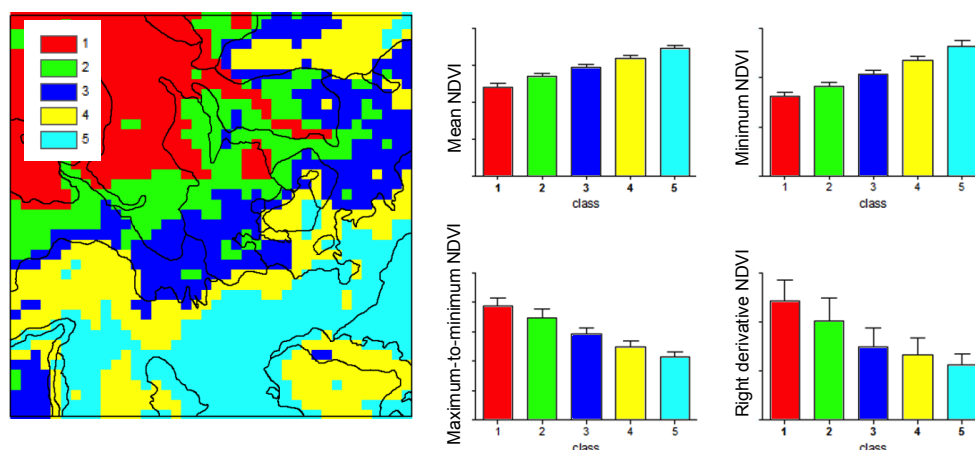 1
2
3
4
5
Mean NDVI
1 2 3 4 5
class
Minimum NDVI
1 2 3 4 5
class
Maximum-to-minimum NDVI
1 2 3 4 5
class
Right derivative NDVI
1 2 3 4 5
class